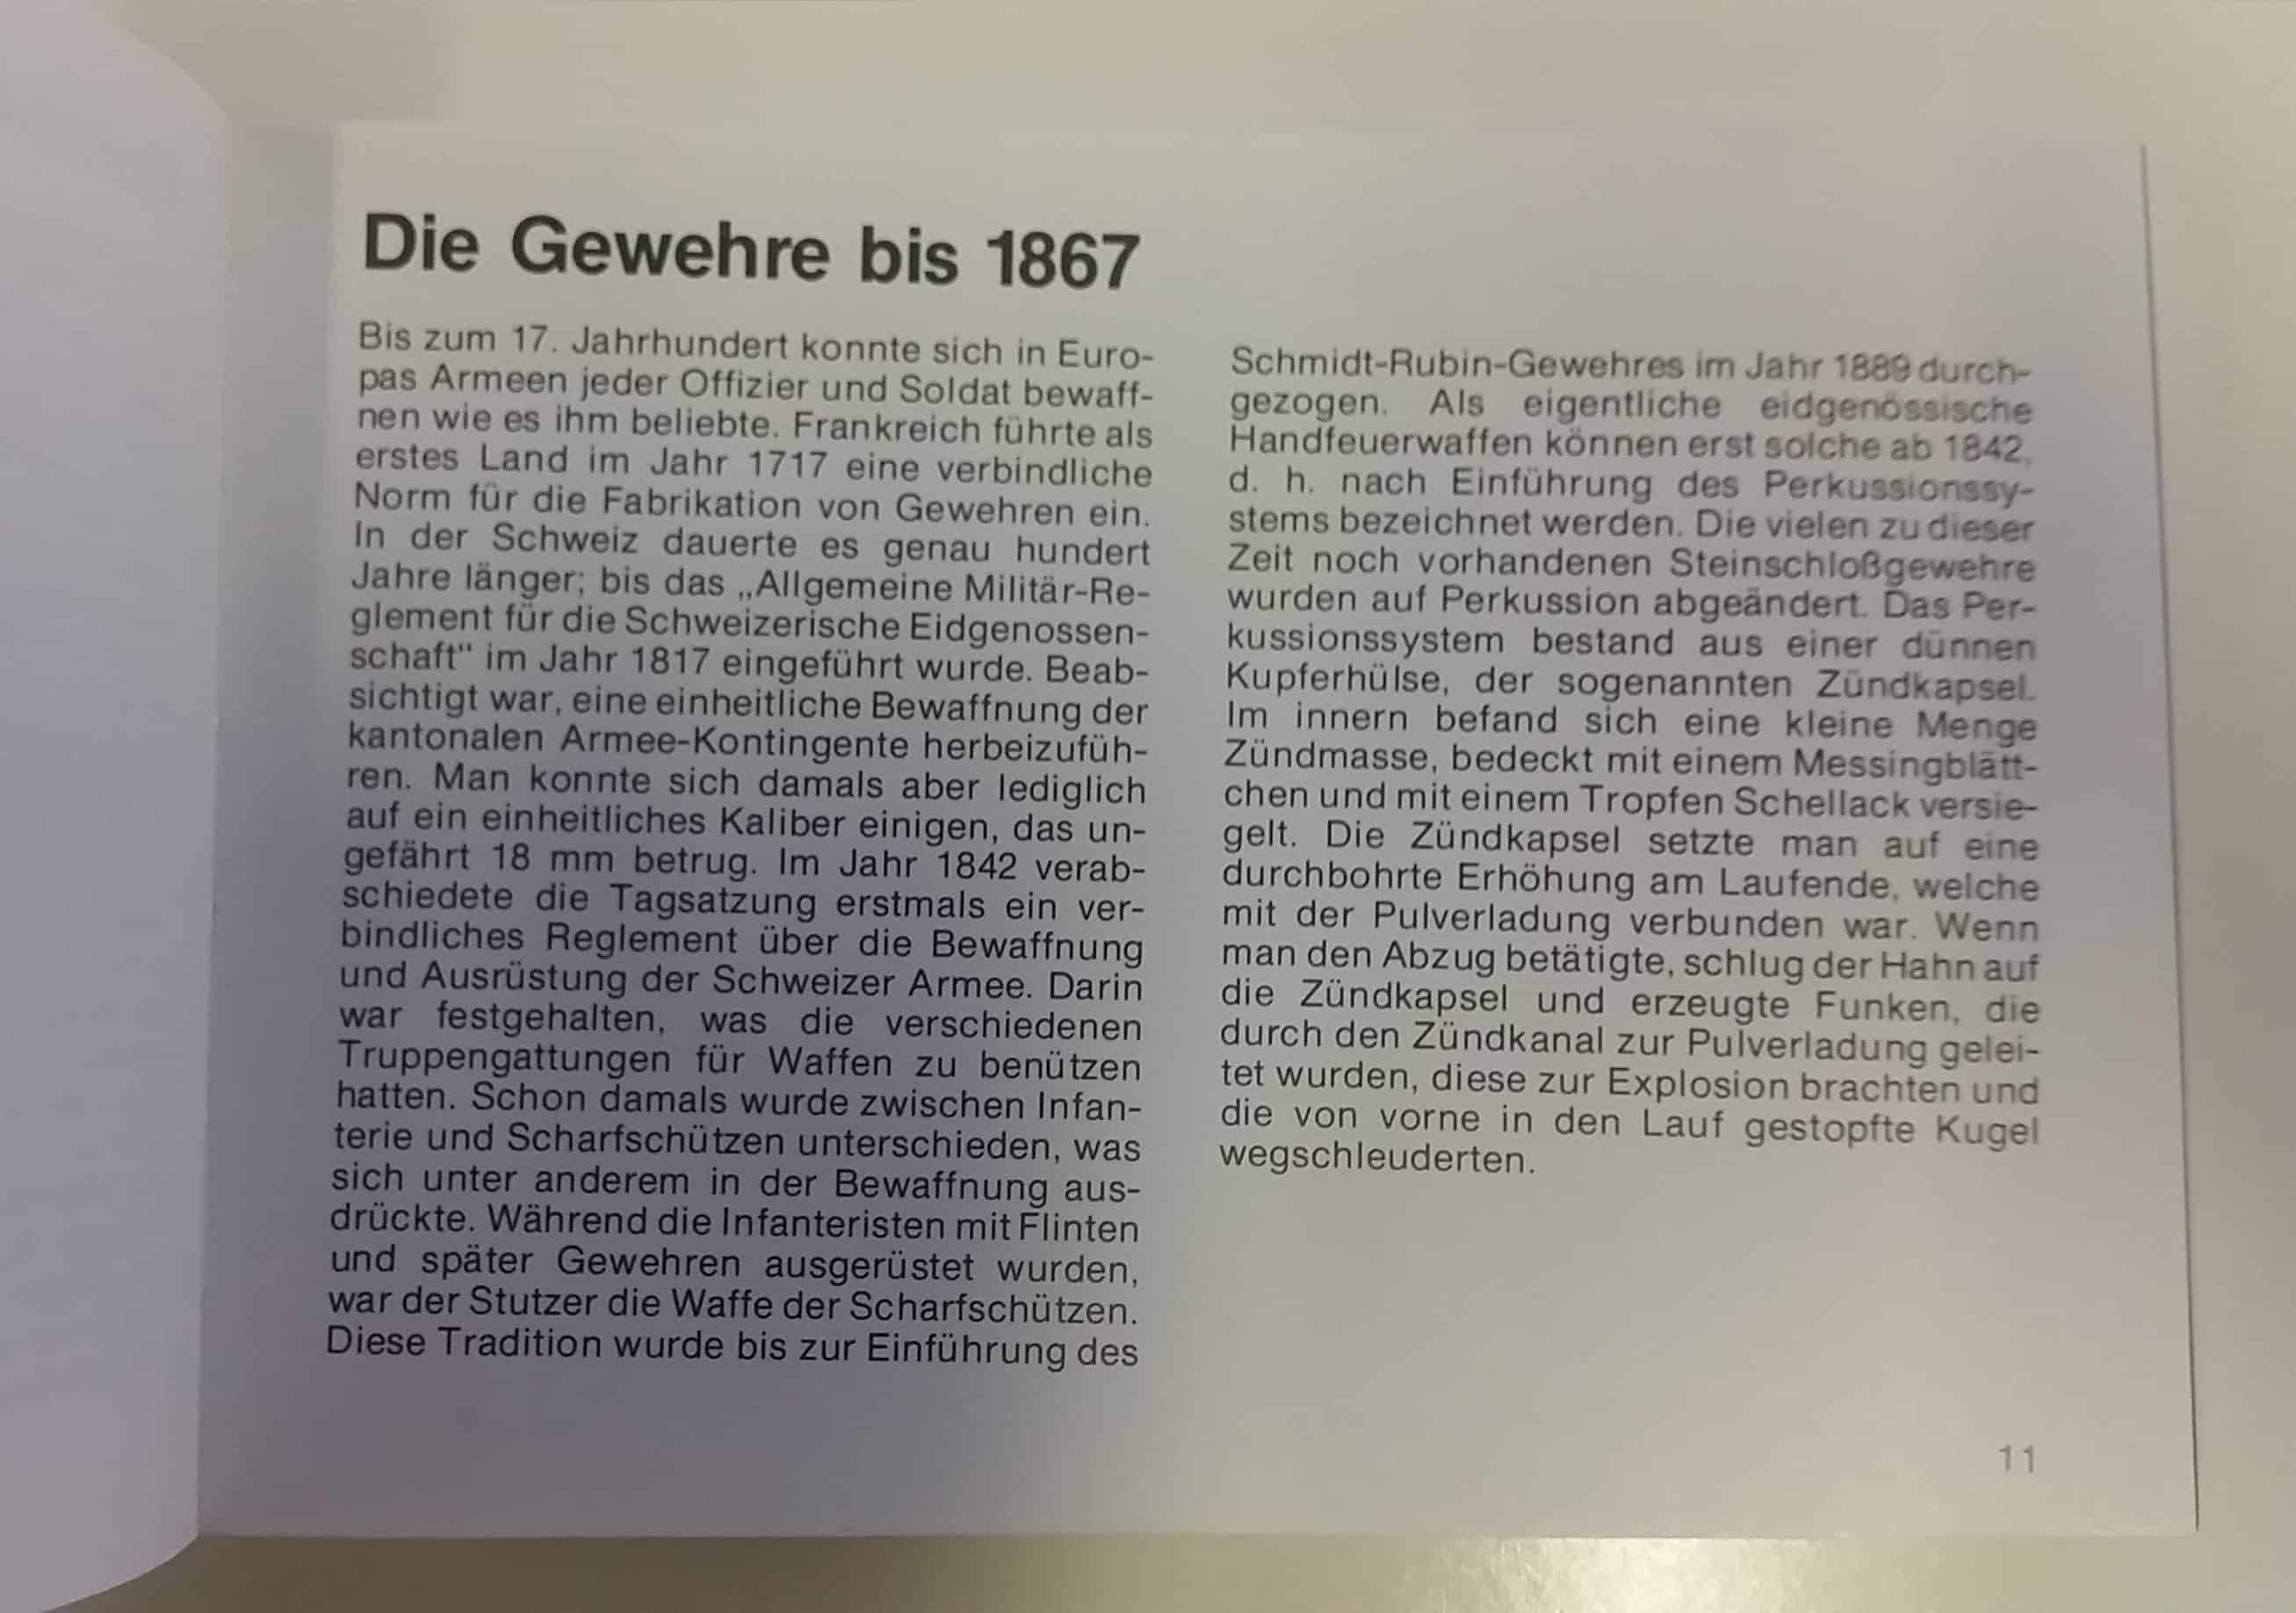 Die Gewehre bis 1867
Bis zum 17. Jahrhundert konnte sich in Euro-
pas Armeen jeder Offizier und Soldat bewaff-
nen wie es ihm beliebte. Frankreich führte als
erstes Land im Jahr 1717 eine verbindliche
Norm für die Fabrikation von Gewehren ein.
In der Schweiz dauerte es genau hundert
Jahre länger; bis das „Allgemeine Militär-Re-
glement für die Schweizerische Eidgenossen-
schaft“ im Jahr 1817 eingeführt wurde. Beab-
sichtigt war, eine einheitliche Bewaffnung der
kantonalen Armee-Kontingente herbeizufüh-
ren. Man konnte sich damals aber lediglich
auf ein einheitliches Kaliber einigen, das un-
gefährt 18 mm betrug. Im Jahr 1842 verab-
schiedete die Tagsatzung erstmals ein ver-
bindliches Reglement über die Bewaffnung
und Ausrüstung der Schweizer Armee. Darin
war festgehalten, was die verschiedenen
Truppengattungen für Waffen zu benützen
hatten. Schon damals wurde zwischen Infan-
terie und Scharfschützen unterschieden, was
sich unter anderem in der Bewaffnung aus-
drückte. Während die Infanteristen mit Flinten
und später Gewehren ausgerüstet wurden,
war der Stutzer die Waffe der Scharfschützen.
Diese Tradition wurde bis zur Einführung des
Schmidt-Rubin-Gewehres im Jahr 1889 durch-
gezogen. Als eigentliche eidgenössische
Handfeuerwaffen können erst solche ab 1842,
d. h. nach Einführung des Perkussionssy-
stems bezeichnet werden. Die vielen zu dieser
Zeit noch vorhandenen Steinschloßgewehre
wurden auf Perkussion abgeändert. Das Per-
kussionssystem bestand aus einer dünnen
Kupferhülse, der sogenannten Zündkapsel.
Im innern befand sich eine kleine Menge
Zündmasse, bedeckt mit einem Messingblätt-
chen und mit einem Tropfen Schellack versie-
gelt. Die Zündkapsel setzte man auf eine
durchbohrte Erhöhung am Laufende, welche
mit der Pulverladung verbunden war. Wenn
man den Abzug betätigte, schlug der Hahn auf
die Zündkapsel und erzeugte Funken, die
durch den Zündkanal zur Pulverladung gelei-
tet wurden, diese zur Explosion brachten und
die von vorne in den Lauf gestopfte Kugel
wegschleuderten.
11